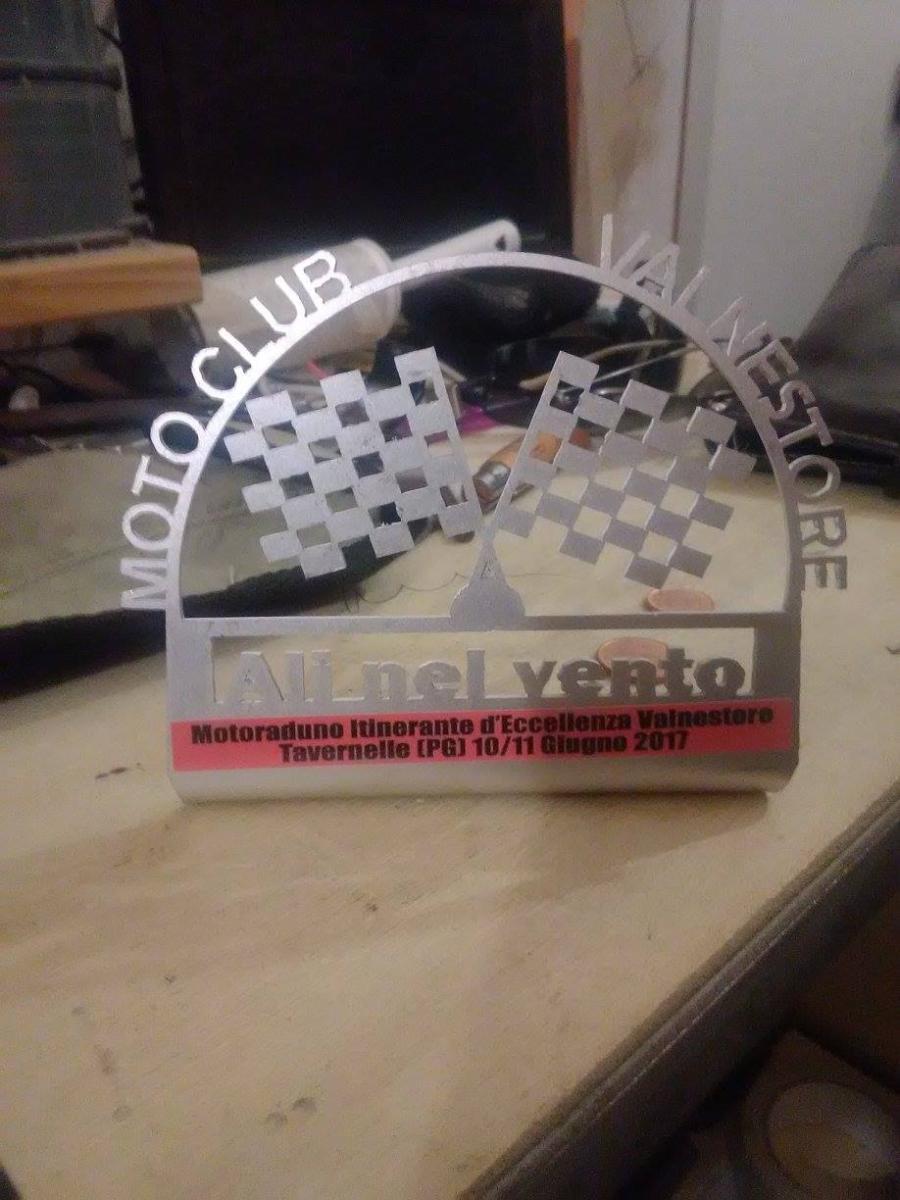 MOTO CLUB VALNESTORE
Ali nel vento
Motoraduno Itinerante d'Eccellenza Valnestore
Tavernelle (PG) 10/11 Giugno 2017